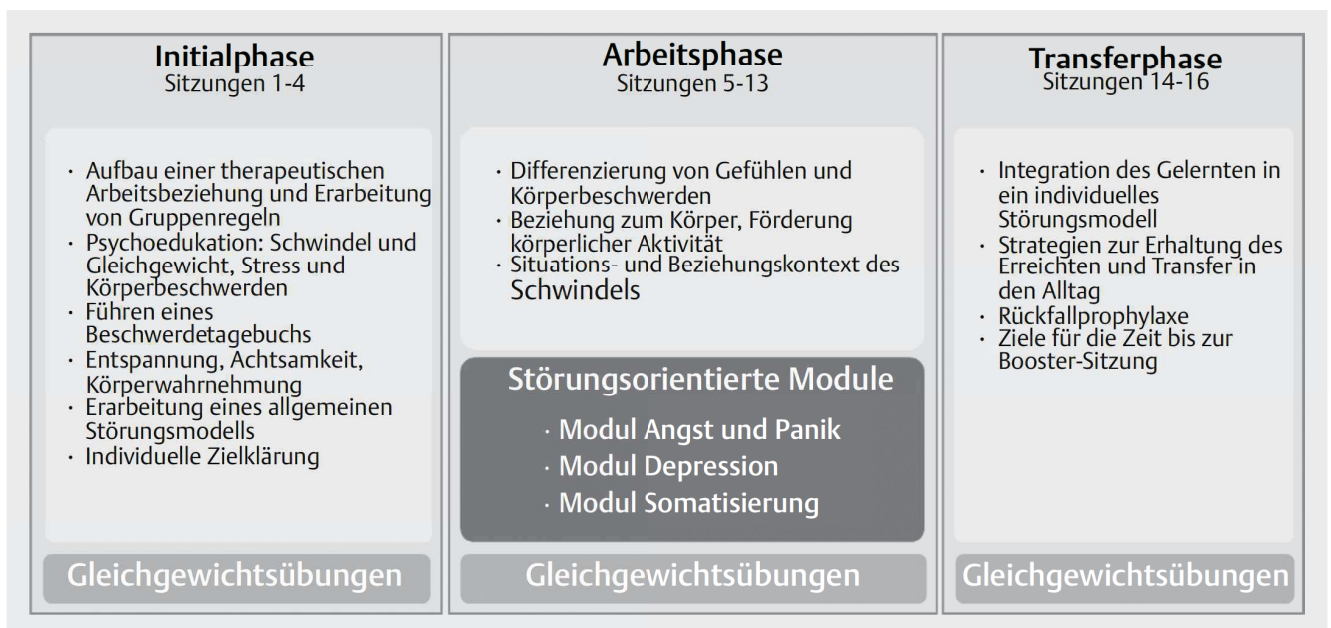 Initialphase
Sitzungen 1-4
· Aufbau einer therapeutischen
Arbeitsbeziehung und Erarbeitung
von Gruppenregeln
· Psychoedukation: Schwindel und
Gleichgewicht, Stress und
Körperbeschwerden
· Führen eines
Beschwerdetagebuchs
· Entspannung, Achtsamkeit,
Körperwahrnehmung
· Erarbeitung eines allgemeinen
Störungsmodells
· Individuelle Zielklärung
Gleichgewichtsübungen
Arbeitsphase
Sitzungen 5-13
· Differenzierung von Gefühlen und
Körperbeschwerden
· Beziehung zum Körper, Förderung
körperlicher Aktivität
· Situations- und Beziehungskontext des
Schwindels
Störungsorientierte Module
· Modul Angst und Panik
· Modul Depression
· Modul Somatisierung
Gleichgewichtsübungen
Transferphase
Sitzungen 14-16
· Integration des Gelernten in
ein individuelles
Störungsmodell
· Strategien zur Erhaltung des
Erreichten und Transfer in
den Alltag
· Rückfallprophylaxe
· Ziele für die Zeit bis zur
Booster-Sitzung
Gleichgewichtsübungen